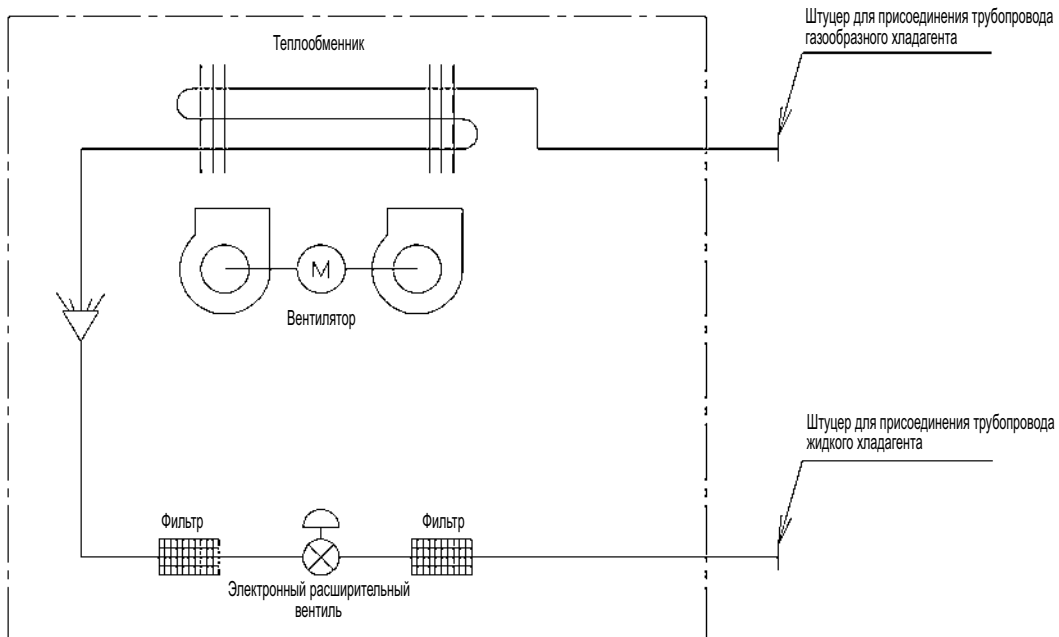 Штуцер для присоединения трубопровода
газообразного хладагента
Теплообменник
M
Вентилятор
Штуцер для присоединения трубопровода
жидкого хладагента
Фильтр
Фильтр
Электронный расширительный
вентиль